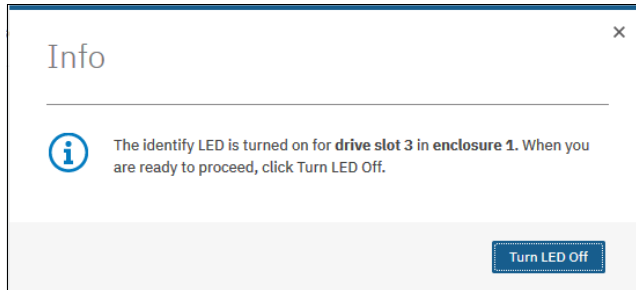 Info
The identify LED is turned on for drive slot 3 in enclosure 1. When you
are ready to proceed, click Turn LED Off.
Turn LED Off